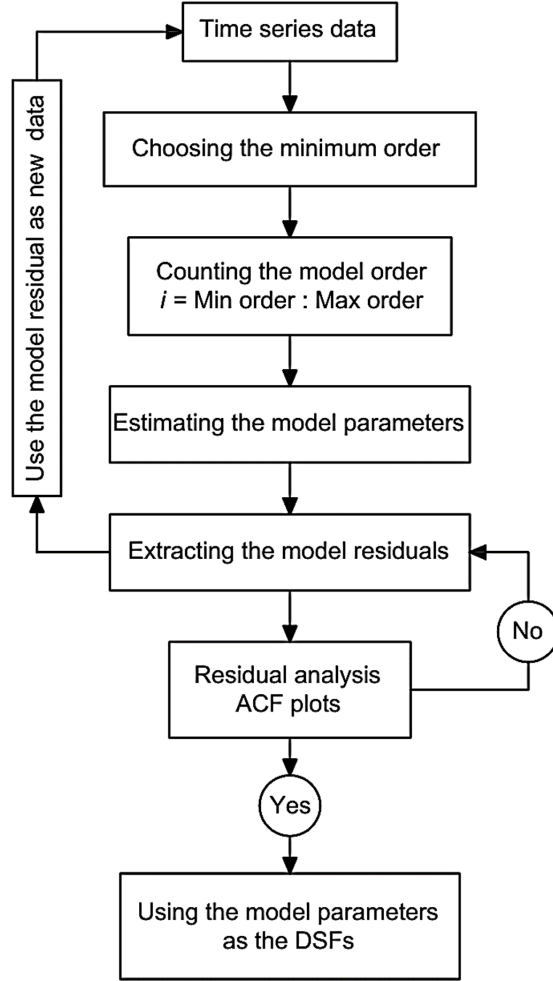 Time series data
Choosing the minimum order
Counting the model order
i = Min order : Max order
Estimating the model parameters
Extracting the model residuals
Use the model residual as new data
No
Residual analysis
ACF plots
Yes
Using the model parameters
as the DSFs